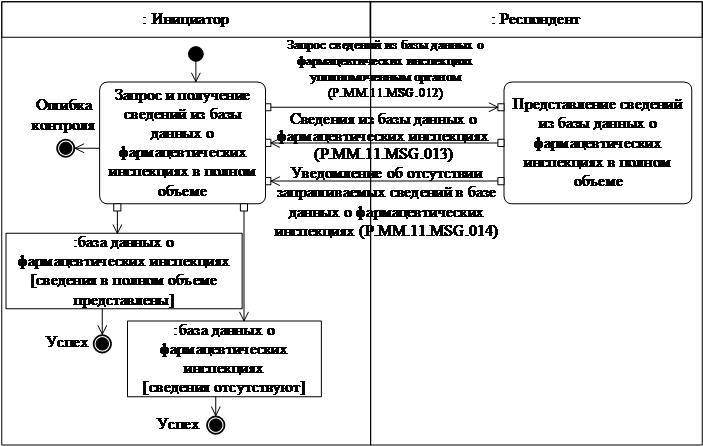 : Инициатор
: Респондент
Запрос сведений из базы данных о
фармацевтических инспекциях
уполномоченным органом
(P.MM.11.MSG.012)
Ошибка
контроля
Запрос и получение
сведений из базы
данных о
фармацевтических
инспекциях в полном
объеме
Представление сведений
из базы данных о
фармацевтических
инспекциях в полном
объеме
Сведения из базы данных о
фармацевтических инспекциях
(P.MM.11.MSG.013)
Уведомление об отсутствии
запрашиваемых сведений в базе
данных о фармацевтических
инспекциях (P.MM.11.MSG.014)
:база данных о
фармацевтических инспекциях
[сведения в полном объеме
представлены]
Успех
:база данных о
фармацевтических
инспекциях
[сведения отсутствуют]
Успех